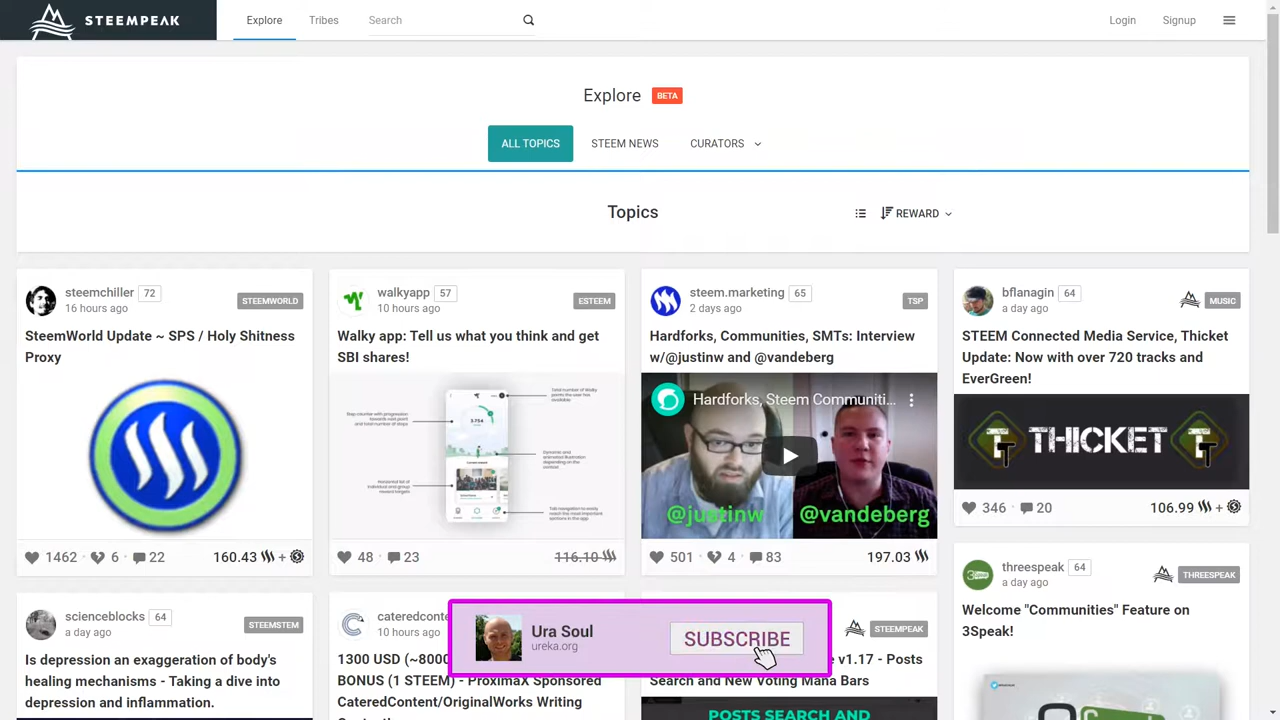 STEEMPEAK
Explore
Tribes
Search
Login
Signup
Explore BETA
ALL TOPICS
STEEM NEWS
CURATORS
Topics
REWARD
steemchiller 72
16 hours ago
STEEMWORLD
SteemWorld Update ~ SPS / Holy Shitness
Proxy
1462 · 6 · 22
160.43 +
walkyapp 57
10 hours ago
ESTEEM
Walky app: Tell us what you think and get
SBI shares!
48 · 23
116.10
steem.marketing 65
2 days ago
TSP
Hardforks, Communities, SMTs: Interview
w/@justinw and @vandeberg
Hardforks, Steem Communiti...
@justinw
@vandeberg
501 · 4 · 83
197.03
bflanagin 64
a day ago
MUSIC
STEEM Connected Media Service, Thicket
Update: Now with over 720 tracks and
EverGreen!
THICKET
346 · 20
106.99 +
scienceblocks 64
a day ago
STEEMSTEM
Is depression an exaggeration of body's
healing mechanisms - Taking a dive into
depression and inflammation.
cateredconte
10 hours ago
1300 USD (~8000
BONUS (1 STEEM) - ProximaX Sponsored
CateredContent/OriginalWorks Writing
STEEMPEAK
v1.17 - Posts
Search and New Voting Mana Bars
POSTS SEARCH AND
threespeak 64
a day ago
THREESPEAK
Welcome "Communities" Feature on
3Speak!
Ura Soul
ureka.org
SUBSCRIBE